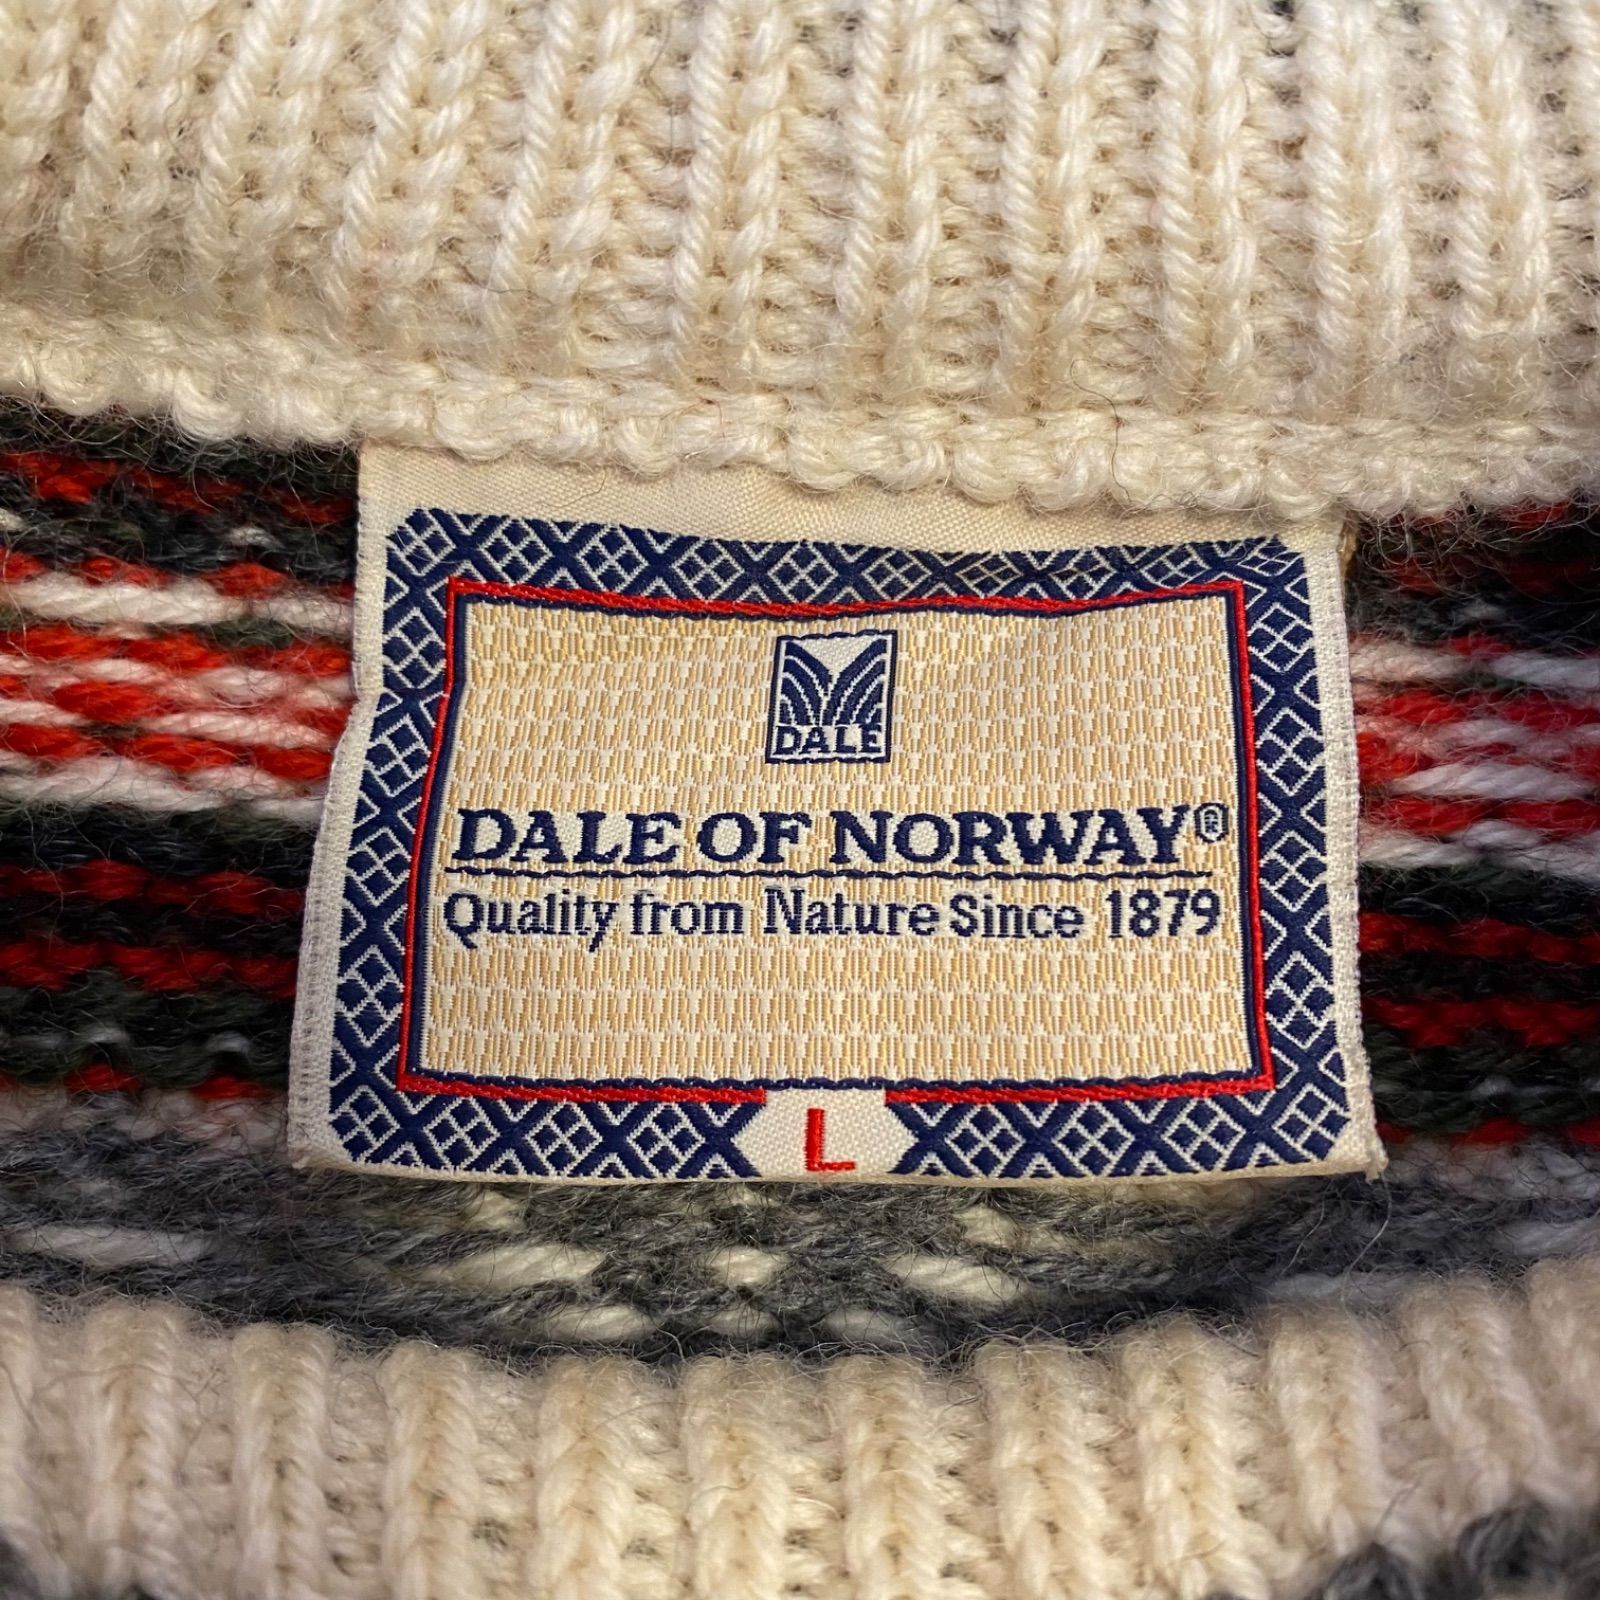 DALE
DALE OF NORWAY®
Quality from Nature Since 1879
L